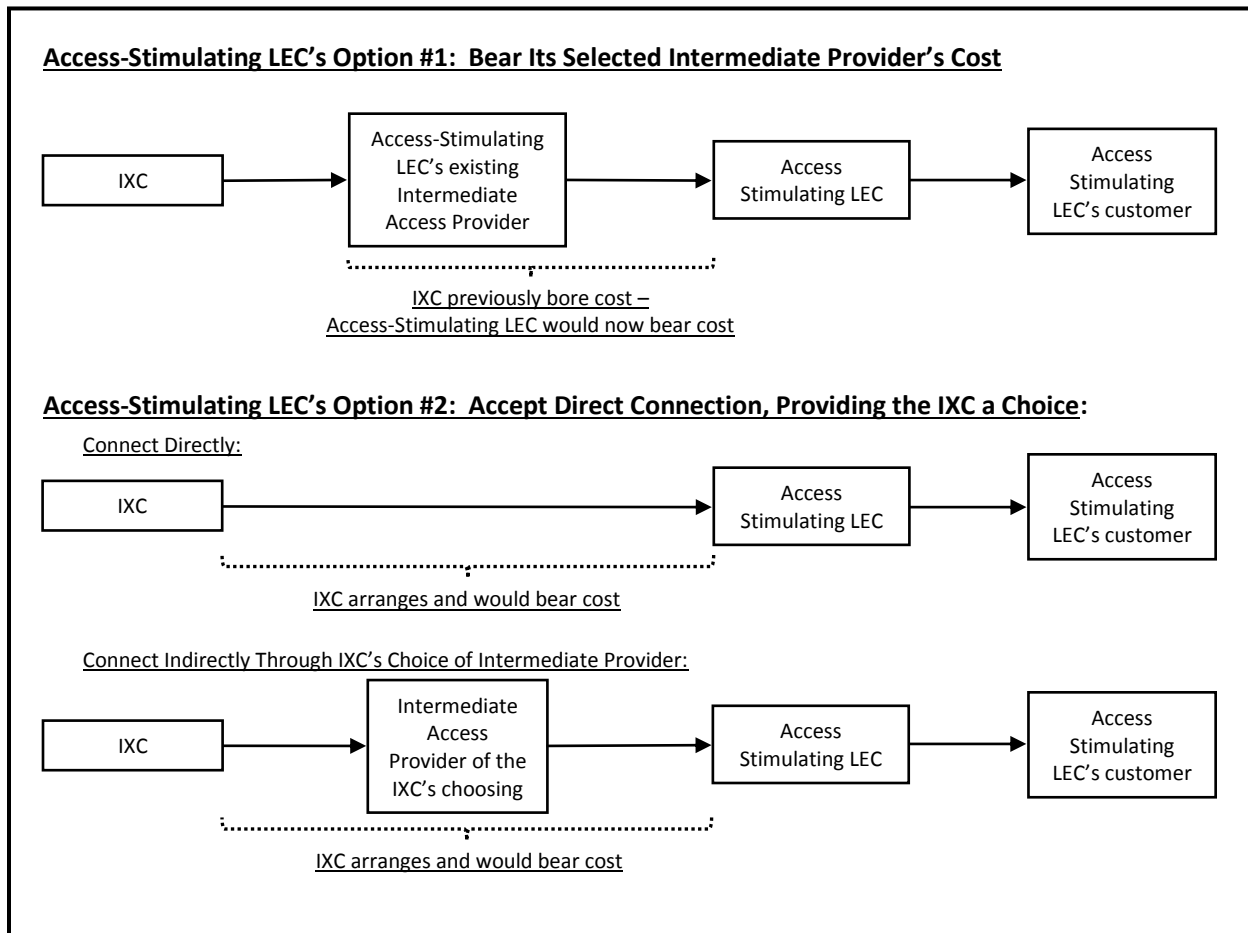 Access-Stimulating LEC’s Option #1:  Bear Its Selected Intermediate Provider’s Cost
IXC
Access-Stimulating
LEC’s existing
Intermediate
Access Provider
Access
Stimulating LEC
Access
Stimulating
LEC’s customer
IXC previously bore cost –
Access-Stimulating LEC would now bear cost
Access-Stimulating LEC’s Option #2:  Accept Direct Connection, Providing the IXC a Choice:
Connect Directly:
IXC
Access
Stimulating LEC
Access
Stimulating
LEC’s customer
IXC arranges and would bear cost
Connect Indirectly Through IXC’s Choice of Intermediate Provider:
IXC
Intermediate
Access
Provider of the
IXC’s choosing
Access
Stimulating LEC
Access
Stimulating
LEC’s customer
IXC arranges and would bear cost